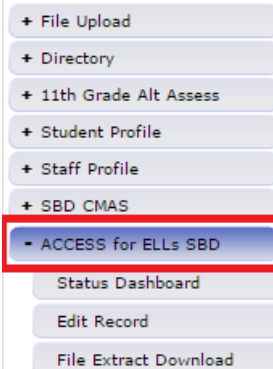 + File Upload
+ Directory
+ 11th Grade Alt Assess
+ Student Profile
+ Staff Profile
+ SBD CMAS
- ACCESS for ELLs SBD
Status Dashboard
Edit Record
File Extract Download